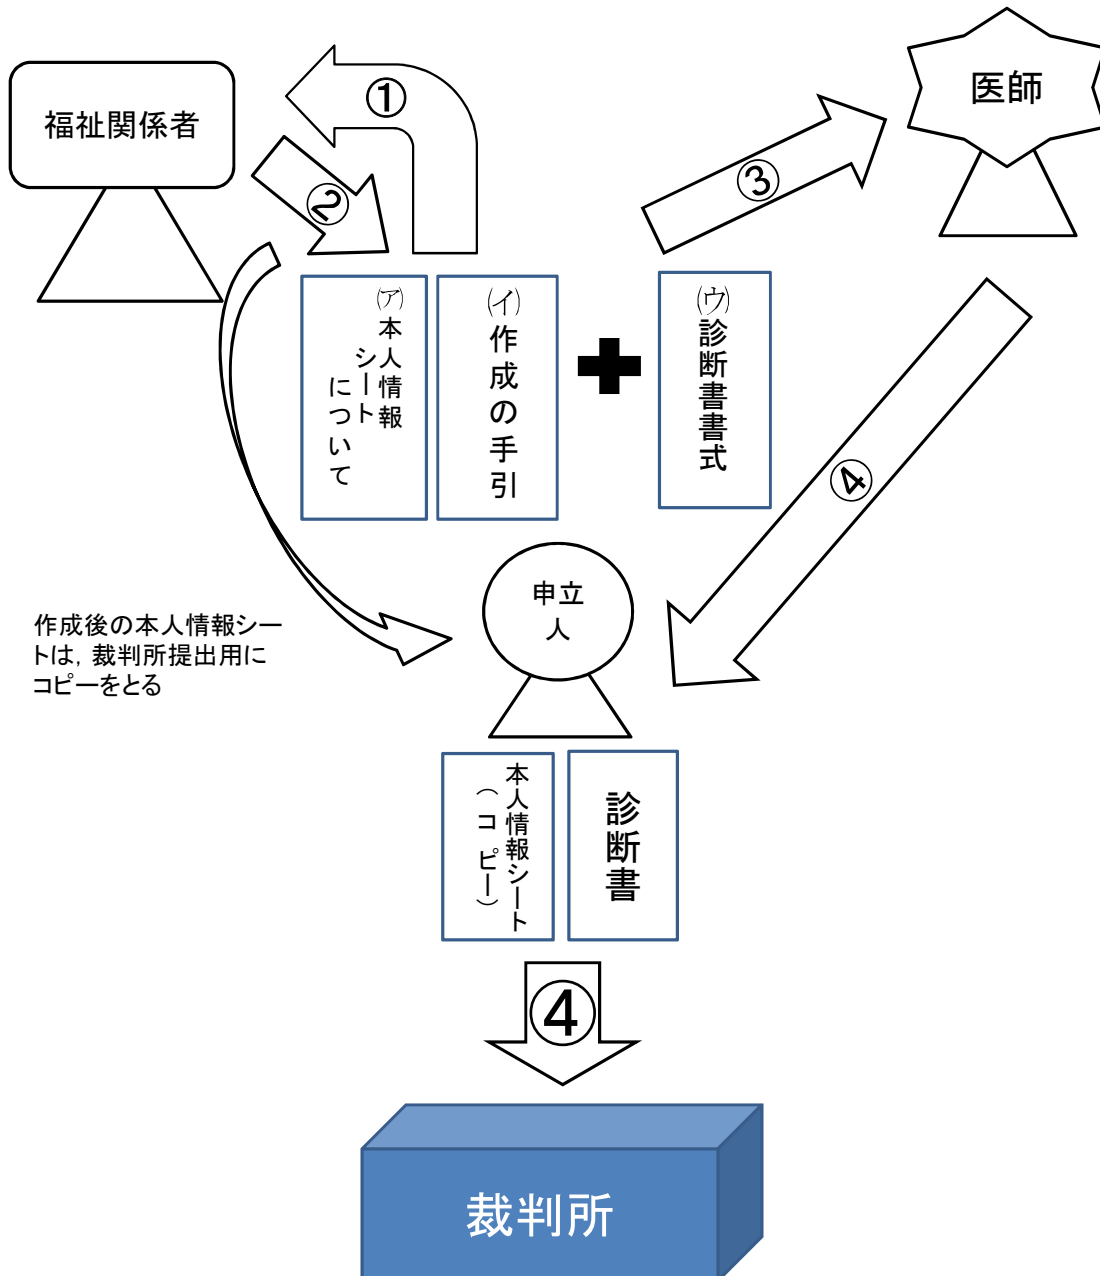 福祉関係者
①
医師
②
③
㋐本人情報
シート
について
㋑作成の手引
㋒診断書書式
④
申立
人
作成後の本人情報シー
トは，裁判所提出用に
コピーをとる
本人情報シート
（コピー）
診断書
④
裁判所